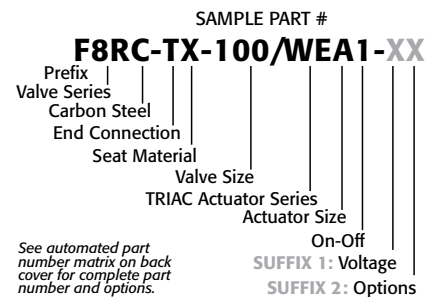 SAMPLE PART #
F8RC-TX-100/WEA1-XX
Prefix
Valve Series
Carbon Steel
End Connection
Seat Material
Valve Size
TRIAC Actuator Series
Actuator Size
On-Off
SUFFIX 1: Voltage
SUFFIX 2: Options
See automated part
number matrix on back
cover for complete part
number and options.